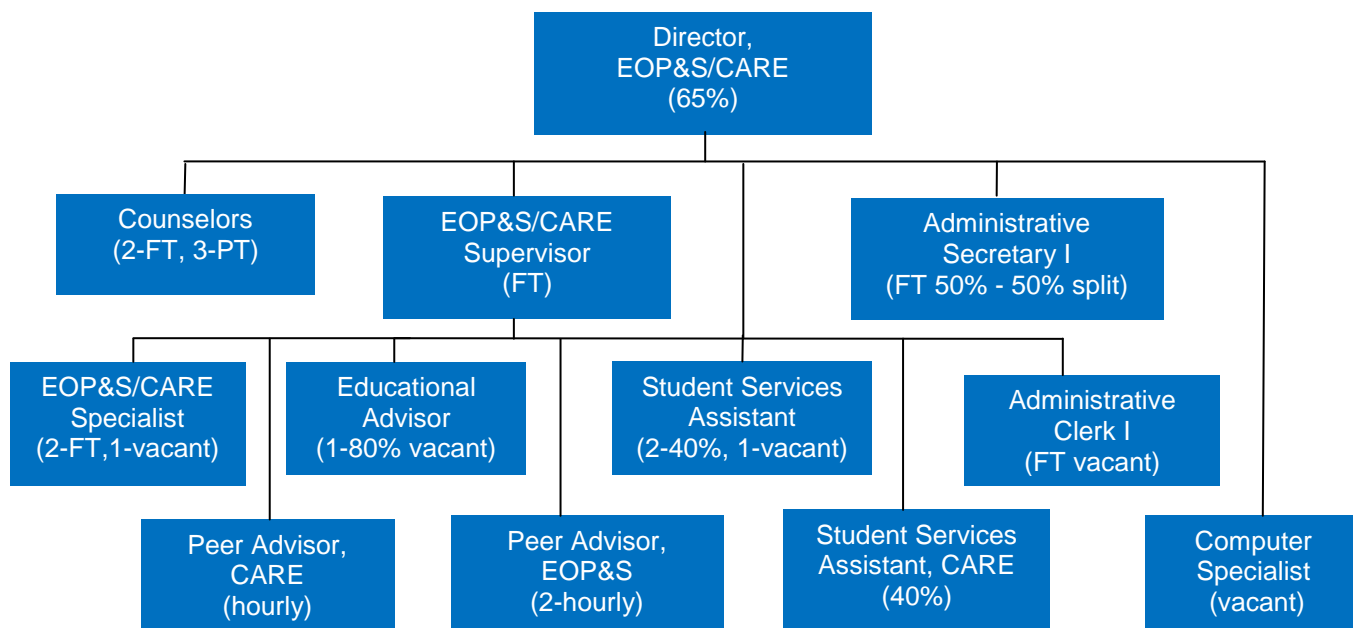 Director,
EOP&S/CARE
(65%)
Counselors
(2-FT, 3-PT)
EOP&S/CARE
Supervisor
(FT)
Administrative
Secretary I
(FT 50% - 50% split)
EOP&S/CARE
Specialist
(2-FT,1-vacant)
Educational
Advisor
(1-80% vacant)
Student Services
Assistant
(2-40%, 1-vacant)
Administrative
Clerk I
(FT vacant)
Peer Advisor,
CARE
(hourly)
Peer Advisor,
EOP&S
(2-hourly)
Student Services
Assistant, CARE
(40%)
Computer
Specialist
(vacant)